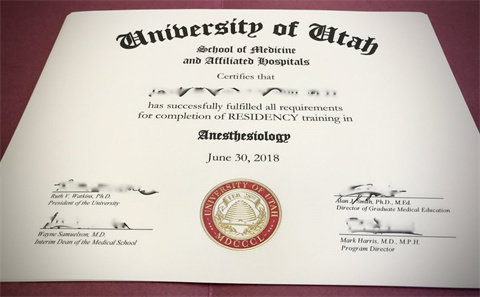 University of Utah
School of Medicine
and Affiliated Hospitals
Certifies that
has successfully fulfilled all requirements
for completion of RESIDENCY training in
Anesthesiology
June 30, 2018
Ruth V. Watkins, Ph.D.
President of the University
Wayne Samuelson, M.D.
Interim Dean of the Medical School
UNIVERSITY OF UTAH
MDCCCL
Alan J. Smith, Ph.D., M.Ed.
Director of Graduate Medical Education
Mark Harris, M.D., M.P.H.
Program Director